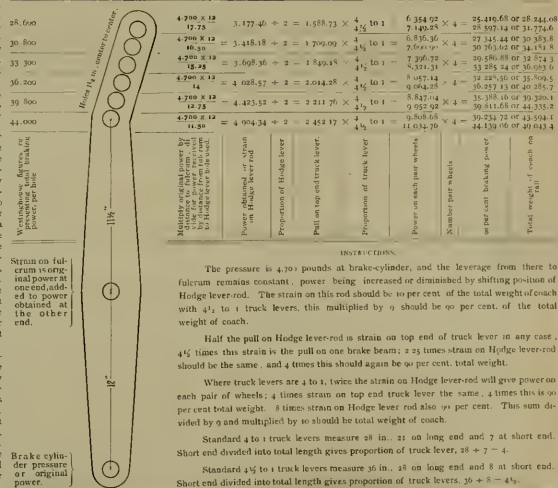 28,600
30 800
33 300
36,200
39 800
44,000
Westinghouse figures, re
presenting total braking
power, per hole
Strain on ful-
crum is orig-
inal power at
one end, add-
ed to power
obtained at
the other
end.
Brake cylin-
der pressure
or original
power.
Holes 1¼ in. center to center.
11½"
12"
4.700 × 12
17.75
3,177.46 ÷ 2 = 1,588.73 × 4 to 1
4½
6 354 92
7,149.28
× 4 = 25,419.68 or 28,244.08
28,597.14 or 31,774.6
4.700 × 12
16.50
= 3,418.18 ÷ 2 = 1,709.09 × 4 to 1 =
4½
6,836.36
27 345.44 or 30 383.8
30 763.62 or 34,181.8
4.700 × 12
15.25
= 3,698.36 ÷ 2 = 1,849.18 × 4 to 1
4½
7 396.72
8,321.31
29,586.88 or 32 874 3
33 285 24 or
4.700 × 12
14
= 4 028.57 ÷ 2 = 2,014.28 × 4 to 1
4½
8 057.14
9 064.28
× 4 = 32 228.56 or 35,809.5
36,257 13 or 40 285.7
4.700 × 12
12.75
= 4,423.52 ÷ 2 = 2 211 76 × 4 to 1 =
4½
8,847.04
9 952 92
× 4 = 35 388.16 or 39,320.1
39 811.68 or 44,335.2
4.700 × 12
11.50
= 4 904.34 ÷ 2 = 2 452 17 × 4 to 1 =
4½
9,808.68
11 034.76
× 4 = 39 234 72 or 43,594.1
44,139 06 or 49 043 4
Multiply original power by
distance to fulcrum, di
vide for power received
by distance from fulcrum
to Hodge lever hole used.
Power obtained or strain
on Hodge lever rod
Proportion of Hodge lever
Pull on top end truck lever.
Proportion of truck lever
Power on each pair wheels
Number pair wheels
90 per cent braking power
Total weight of coach on
rail
INSTRUCTIONS.
The pressure is 4,700 pounds at brake-cylinder, and the leverage from there to
fulcrum remains constant, power being increased or diminished by shifting position of
Hodge lever-rod. The strain on this rod should be 10 per cent. of the total weight of coach
with 4½ to 1 truck levers, this multiplied by 9 should be 90 per cent. of the total
weight of coach.
Half the pull on Hodge lever-rod is strain on top end of truck lever in any case,
4½ times this strain is the pull on one brake beam; 2 25 times strain on Hodge lever-rod
should be the same, and 4 times this should again be 90 per cent. total weight.
Where truck levers are 4 to 1, twice the strain on Hodge lever-rod will give power on
each pair of wheels; 4 times strain on top end truck lever the same, 4 times this is 90
per cent total weight. 8 times strain on Hodge lever rod also 90 per cent. This sum di-
vided by 9 and multiplied by 10 should be total weight of coach.
Standard 4 to 1 truck levers measure 28 in., 21 on long end and 7 at short end.
Short end divided into total length gives proportion of truck lever, 28 ÷ 7 — 4.
Standard 4½ to 1 truck levers measure 36 in., 28 on long end and 8 at short end.
Short end divided into total length gives proportion of truck levers, 36 ÷ 8 — 4½.